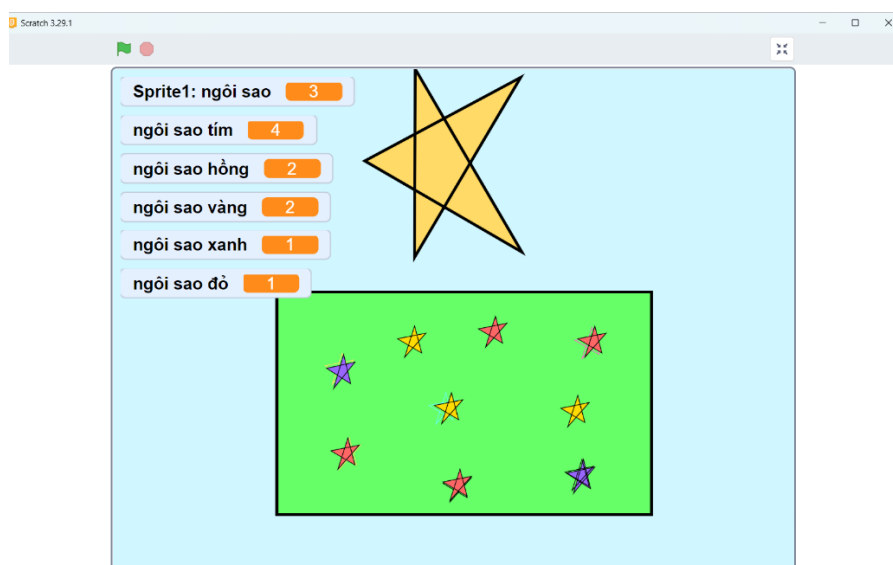 Scratch 3.29.1
Sprite1: ngôi sao 3
ngôi sao tím 4
ngôi sao hồng 2
ngôi sao vàng 2
ngôi sao xanh 1
ngôi sao đỏ 1